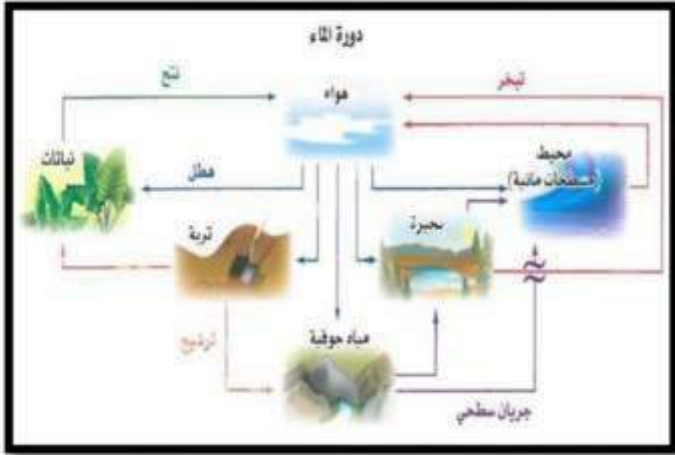 دورة الماء
نتح
هواء
تبخر
نباتات
هطل
محيط
(مسطحات مائية)
تربة
بحيرة
ترشيح
مياه جوفية
جريان سطحي